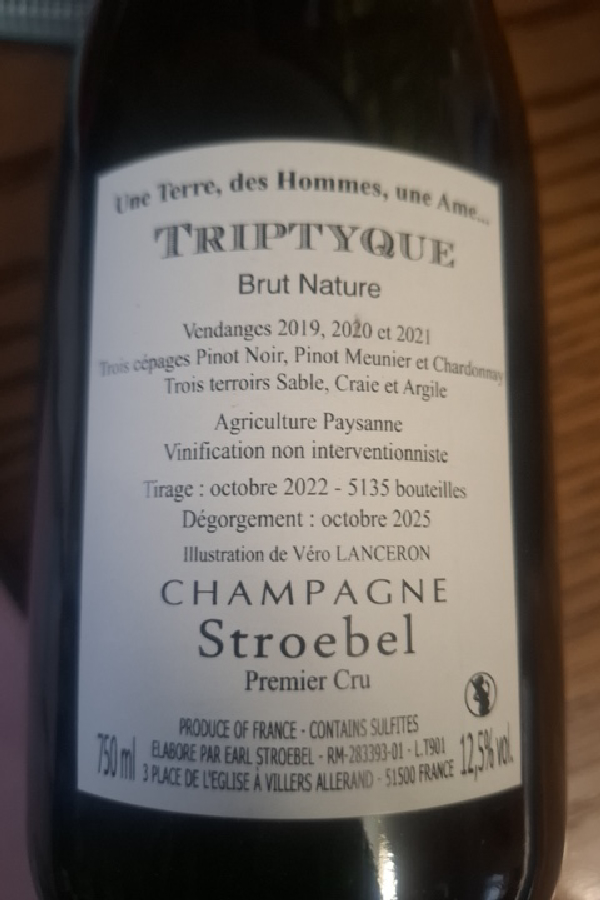 Une Terre, des Hommes, une Ame...
TRIPTYQUE
Brut Nature
Vendanges 2019, 2020 et 2021
Trois cépages Pinot Noir, Pinot Meunier et Chardonnay
Trois terroirs Sable, Craie et Argile
Agriculture Paysanne
Vinification non interventionniste
Tirage : octobre 2022 - 5135 bouteilles
Dégorgement : octobre 2025
Illustration de Véro LANCERON
CHAMPAGNE
Stroebel
Premier Cru
PRODUCE OF FRANCE - CONTAINS SULFITES
750 ml ELABORE PAR EARL STROEBEL - RM-283393-01 - L.T901 12,5% vol.
3 PLACE DE L'EGLISE À VILLERS ALLERAND - 51500 FRANCE